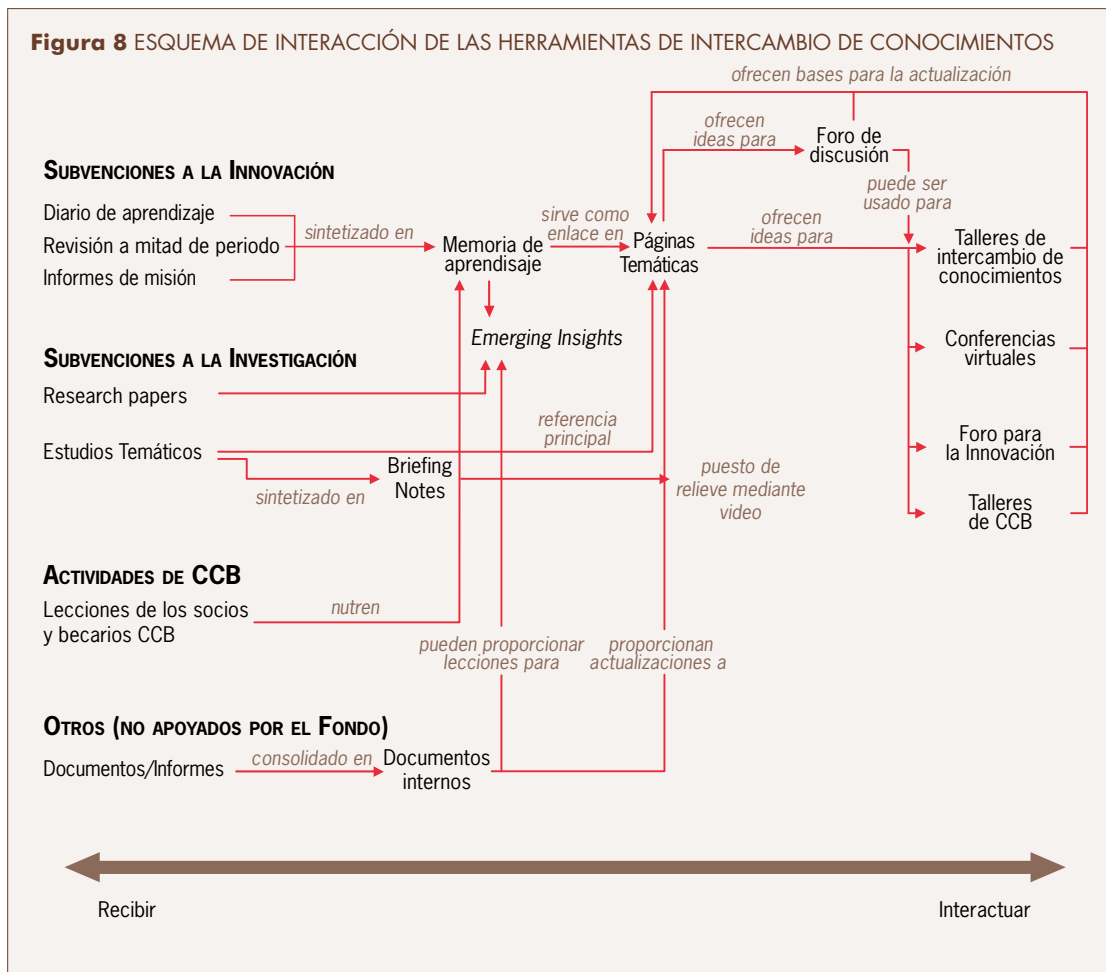 Figura 8 ESQUEMA DE INTERACCIÓN DE LAS HERRAMIENTAS DE INTERCAMBIO DE CONOCIMIENTOS
ofrecen bases para la actualización
ofrecen
ideas para
Foro de
discusión
puede ser
usado para
SUBVENCIONES A LA INNOVACIÓN
Diario de aprendizaje
Revisión a mitad de periodo
Informes de misión
sintetizado en
Memoria de
aprendisaje
sirve como
enlace en
Páginas
Temáticas
ofrecen
ideas para
Talleres de
intercambio de
conocimientos
Emerging Insights
Conferencias
virtuales
SUBVENCIONES A LA INVESTIGACIÓN
Research papers
Estudios Temáticos
referencia
principal
Foro para
la Innovación
sintetizado en
Briefing
Notes
puesto de
relieve mediante
video
Talleres
de CCB
ACTIVIDADES DE CCB
Lecciones de los socios
y becarios CCB
nutren
pueden proporcionar
lecciones para
proporcionan
actualizaciones a
OTROS (NO APOYADOS POR EL FONDO)
Documentos/Informes
consolidado en
Documentos
internos
Recibir
Interactuar